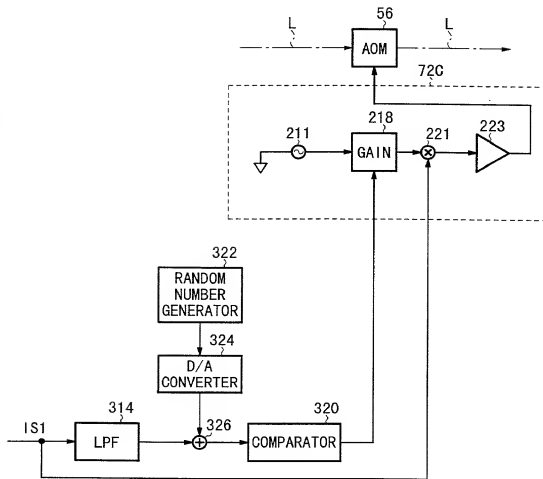 56
L
L
AOM
72C
211
218
221
223
GAIN
322
RANDOM
NUMBER
GENERATOR
324
D/A
CONVERTER
314
326
320
IS1
LPF
COMPARATOR